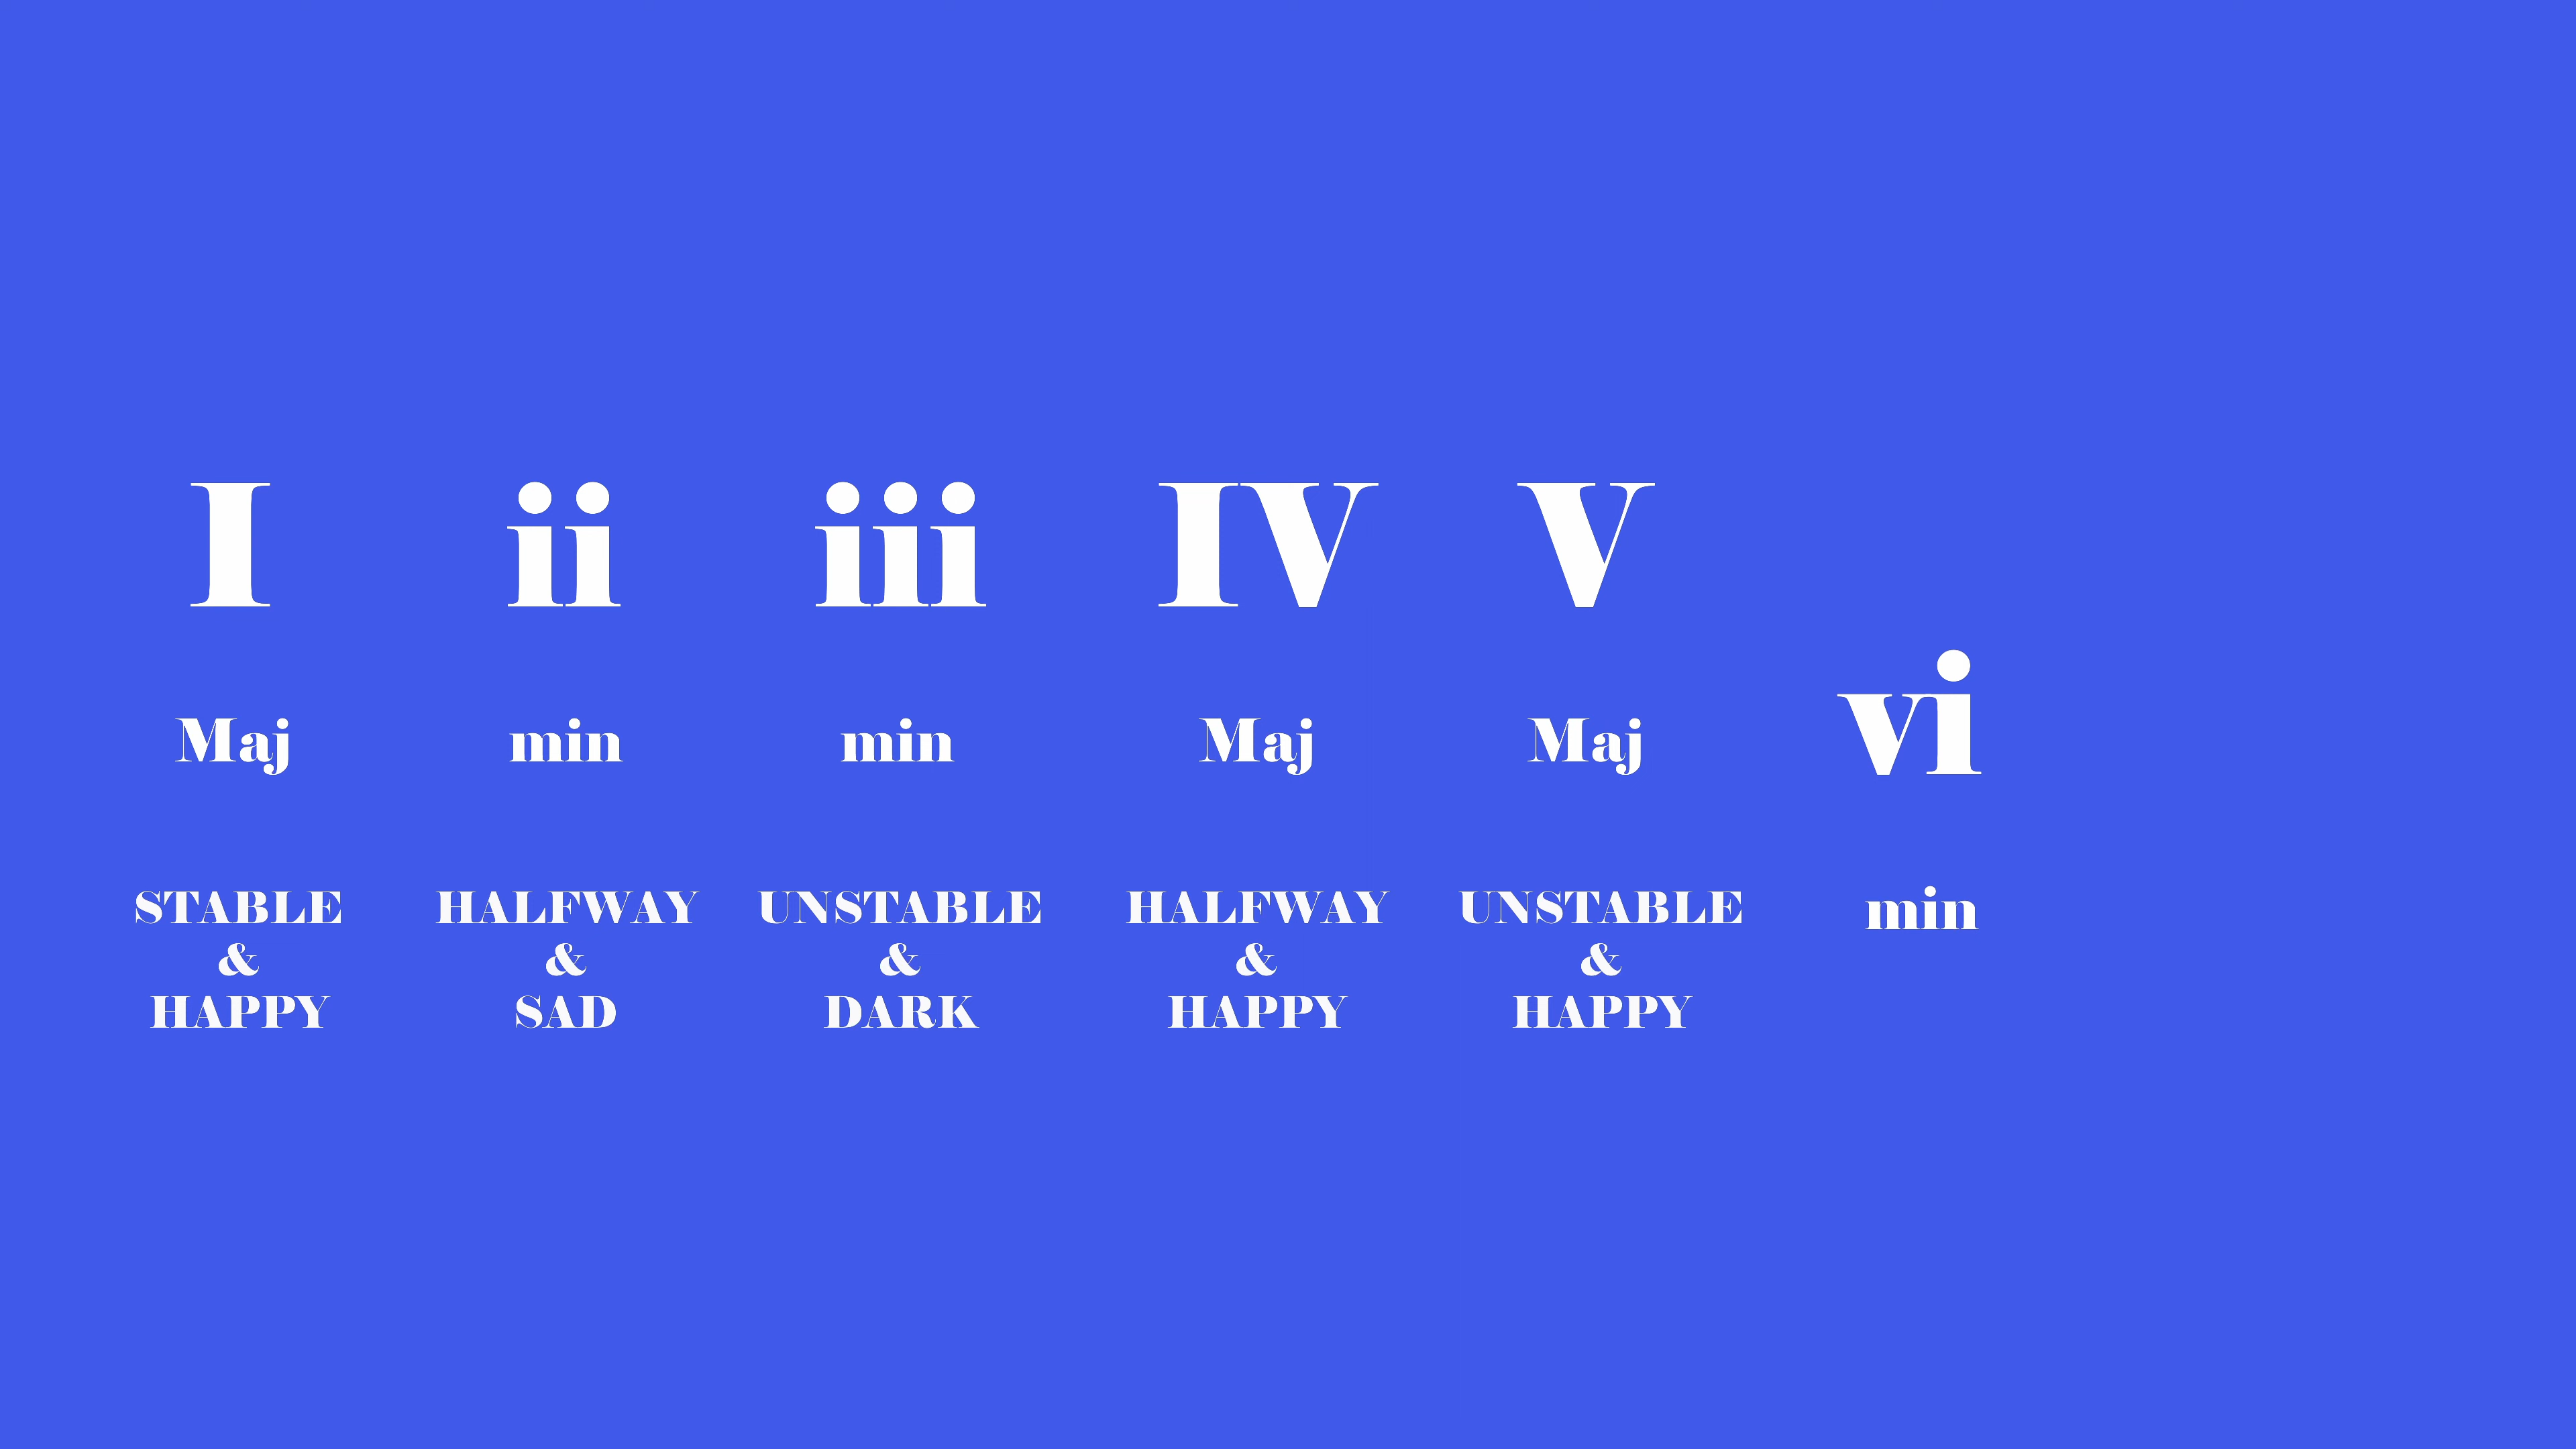 I ii iii IV V
vi
Maj min min Maj Maj
min
STABLE HALFWAY UNSTABLE HALFWAY UNSTABLE
& & & & &
HAPPY SAD DARK HAPPY HAPPY